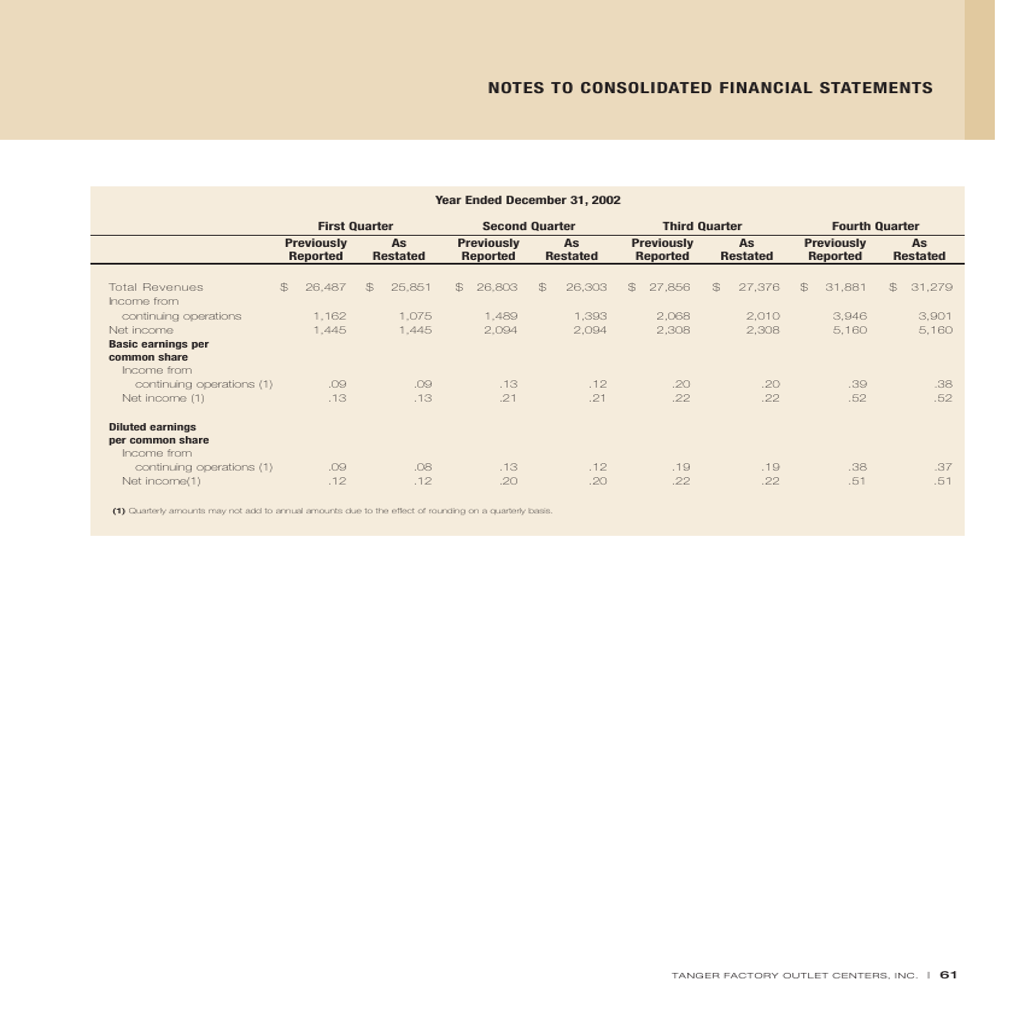 NOTES TO CONSOLIDATED FINANCIAL STATEMENTS
Year Ended December 31, 2002
First Quarter Second Quarter Third Quarter Fourth Quarter
Previously As Previously As Previously As Previously As
Reported Restated Reported Restated Reported Restated Reported Restated
Total Revenues $ 26,487 $ 25,851 $ 26,803 $ 26,303 $ 27,856 $ 27,376 $ 31,881 $ 31,279
Income from
continuing operations 1,162 1,075 1,489 1,393 2,068 2,010 3,946 3,901
Net income 1,445 1,445 2,094 2,094 2,308 2,308 5,160 5,160
Basic earnings per
common share
Income from
continuing operations (1) .09 .09 .13 .12 .20 .20 .39 .38
Net income (1) .13 .13 .21 .21 .22 .22 .52 .52
Diluted earnings
per common share
Income from
continuing operations (1) .09 .08 .13 .12 .19 .19 .38 .37
Net income(1) .12 .12 .20 .20 .22 .22 .51 .51
(1) Quarterly amounts may not add to annual amounts due to the effect of rounding on a quarterly basis.
TANGER FACTORY OUTLET CENTERS, INC. | 61